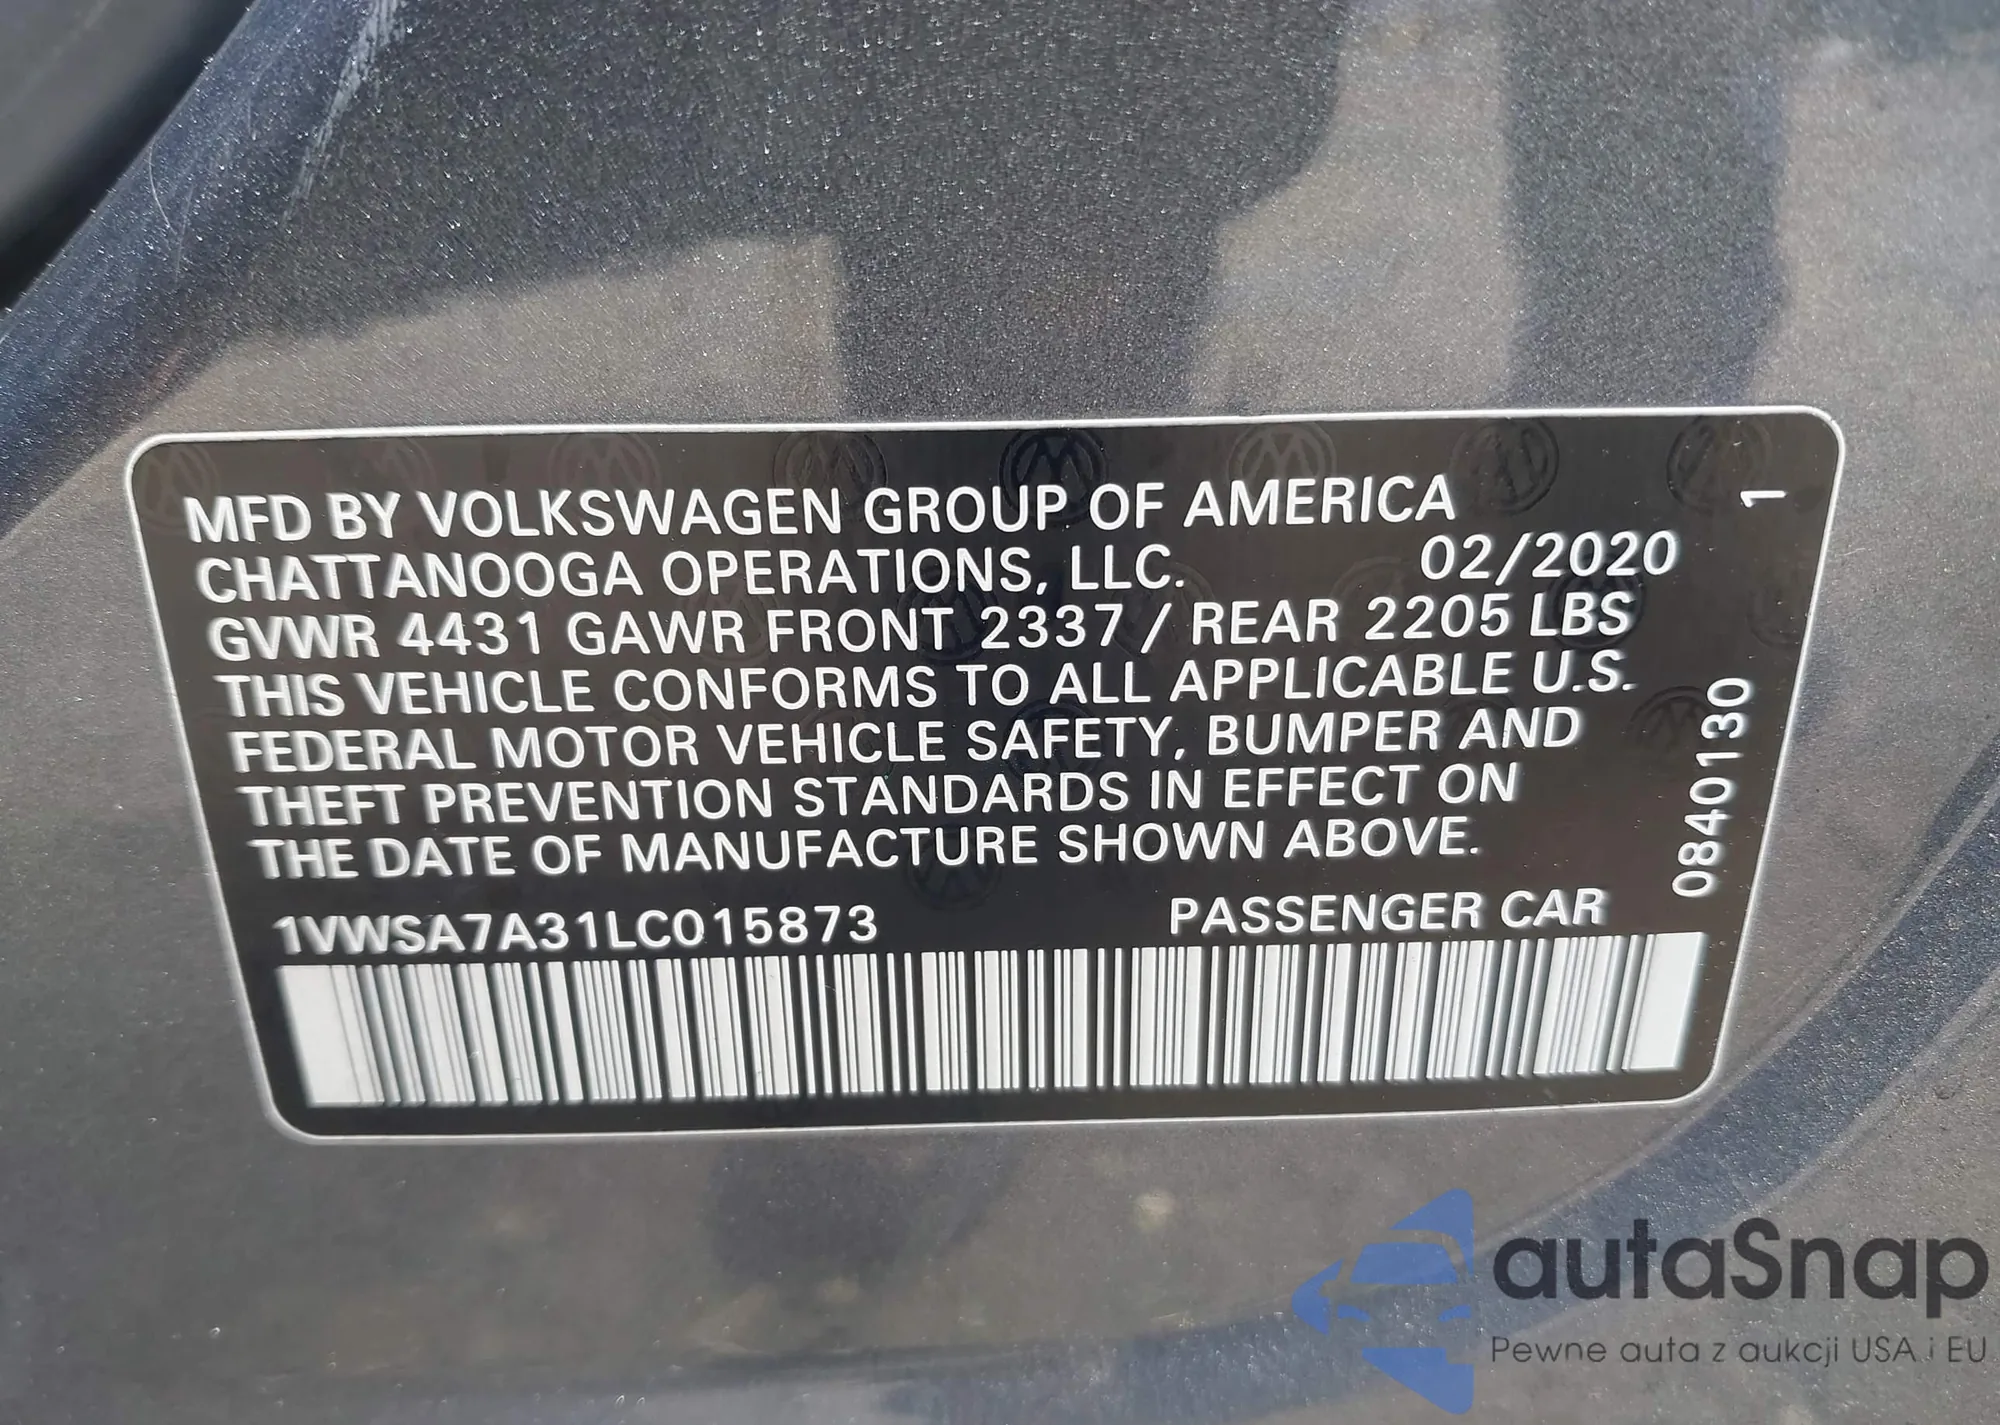 MFD BY VOLKSWAGEN GROUP OF AMERICA
CHATTANOOGA OPERATIONS, LLC. 02/2020
GVWR 4431 GAWR FRONT 2337 / REAR 2205 LBS
THIS VEHICLE CONFORMS TO ALL APPLICABLE U.S.
FEDERAL MOTOR VEHICLE SAFETY, BUMPER AND
THEFT PREVENTION STANDARDS IN EFFECT ON
THE DATE OF MANUFACTURE SHOWN ABOVE.
1VWSA7A31LC015873 PASSENGER CAR
0840130 1
autaSnap
Pewne auta z aukcji USA i EU